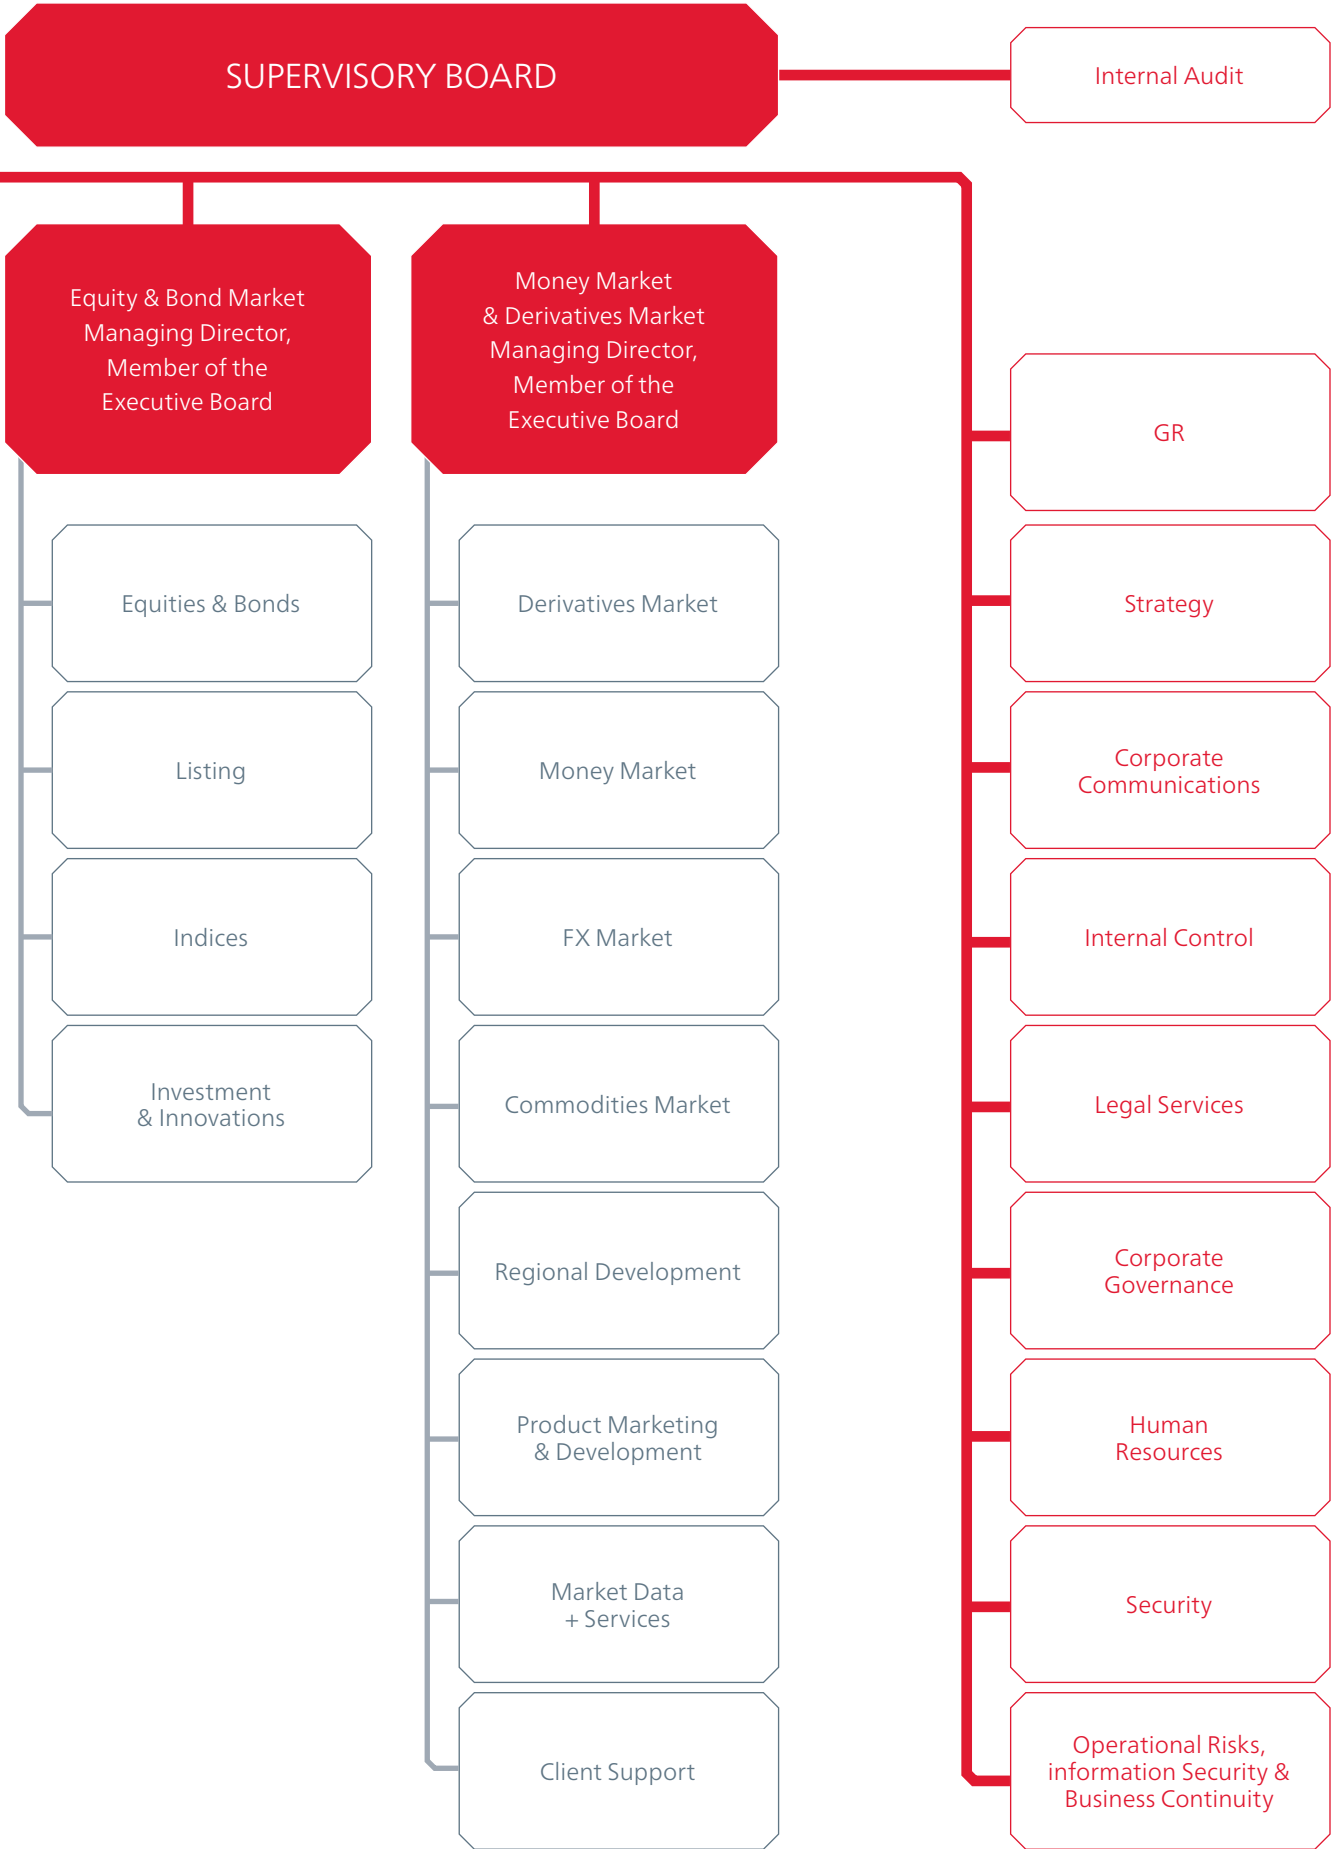 SUPERVISORY BOARD
Internal Audit
Equity & Bond Market
Managing Director,
Member of the
Executive Board
Money Market
& Derivatives Market
Managing Director,
Member of the
Executive Board
Equities & Bonds
Listing
Indices
Investment
& Innovations
Derivatives Market
Money Market
FX Market
Commodities Market
Regional Development
Product Marketing
& Development
Market Data
+ Services
Client Support
GR
Strategy
Corporate
Communications
Internal Control
Legal Services
Corporate
Governance
Human
Resources
Security
Operational Risks,
information Security &
Business Continuity